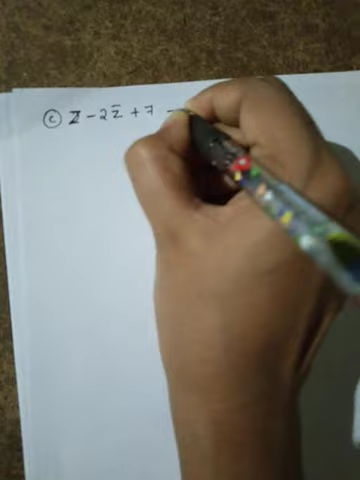 (c) z - 2z̄ + 7 -